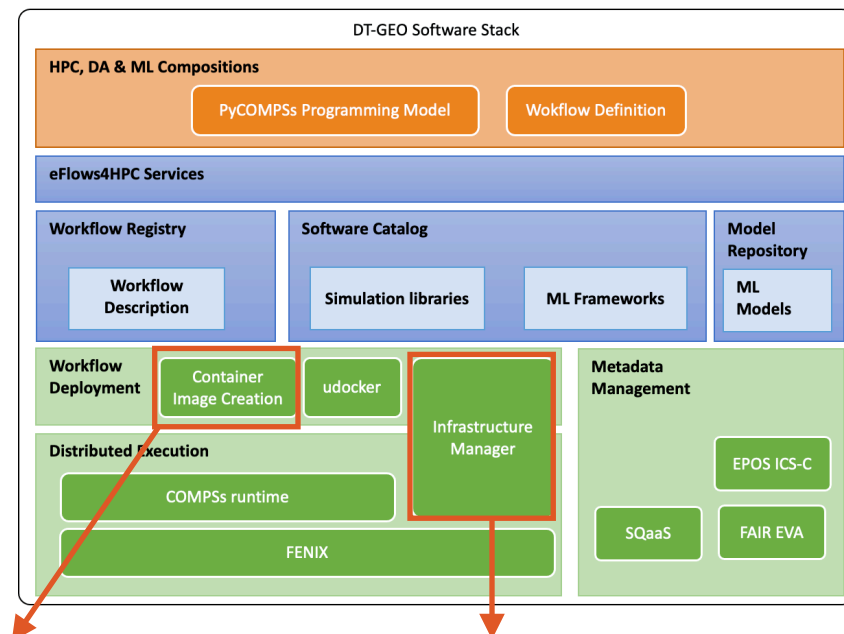 DT-GEO Software Stack
HPC, DA & ML Compositions
PyCOMPSs Programming Model
Wokflow Definition
eFlows4HPC Services
Workflow Registry
Workflow
Description
Software Catalog
Simulation libraries
ML Frameworks
Model
Repository
ML
Models
Workflow
Deployment
Container
Image Creation
udocker
Infrastructure
Manager
Distributed Execution
COMPSs runtime
FENIX
Metadata
Management
EPOS ICS-C
SQaaS
FAIR EVA